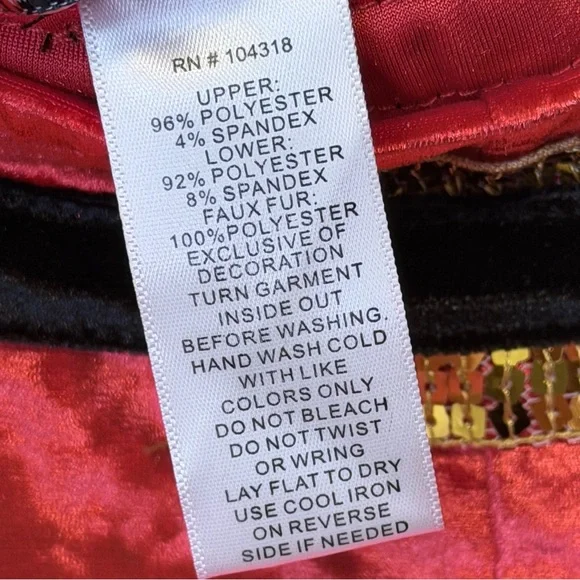 RN # 104318
UPPER:
96% POLYESTER
4% SPANDEX
LOWER:
92% POLYESTER
8% SPANDEX
FAUX FUR:
100%POLYESTER
EXCLUSIVE OF
DECORATION
TURN GARMENT
INSIDE OUT
BEFORE WASHING.
HAND WASH COLD
WITH LIKE
COLORS ONLY
DO NOT BLEACH
DO NOT TWIST
OR WRING
LAY FLAT TO DRY
USE COOL IRON
ON REVERSE
SIDE IF NEEDED